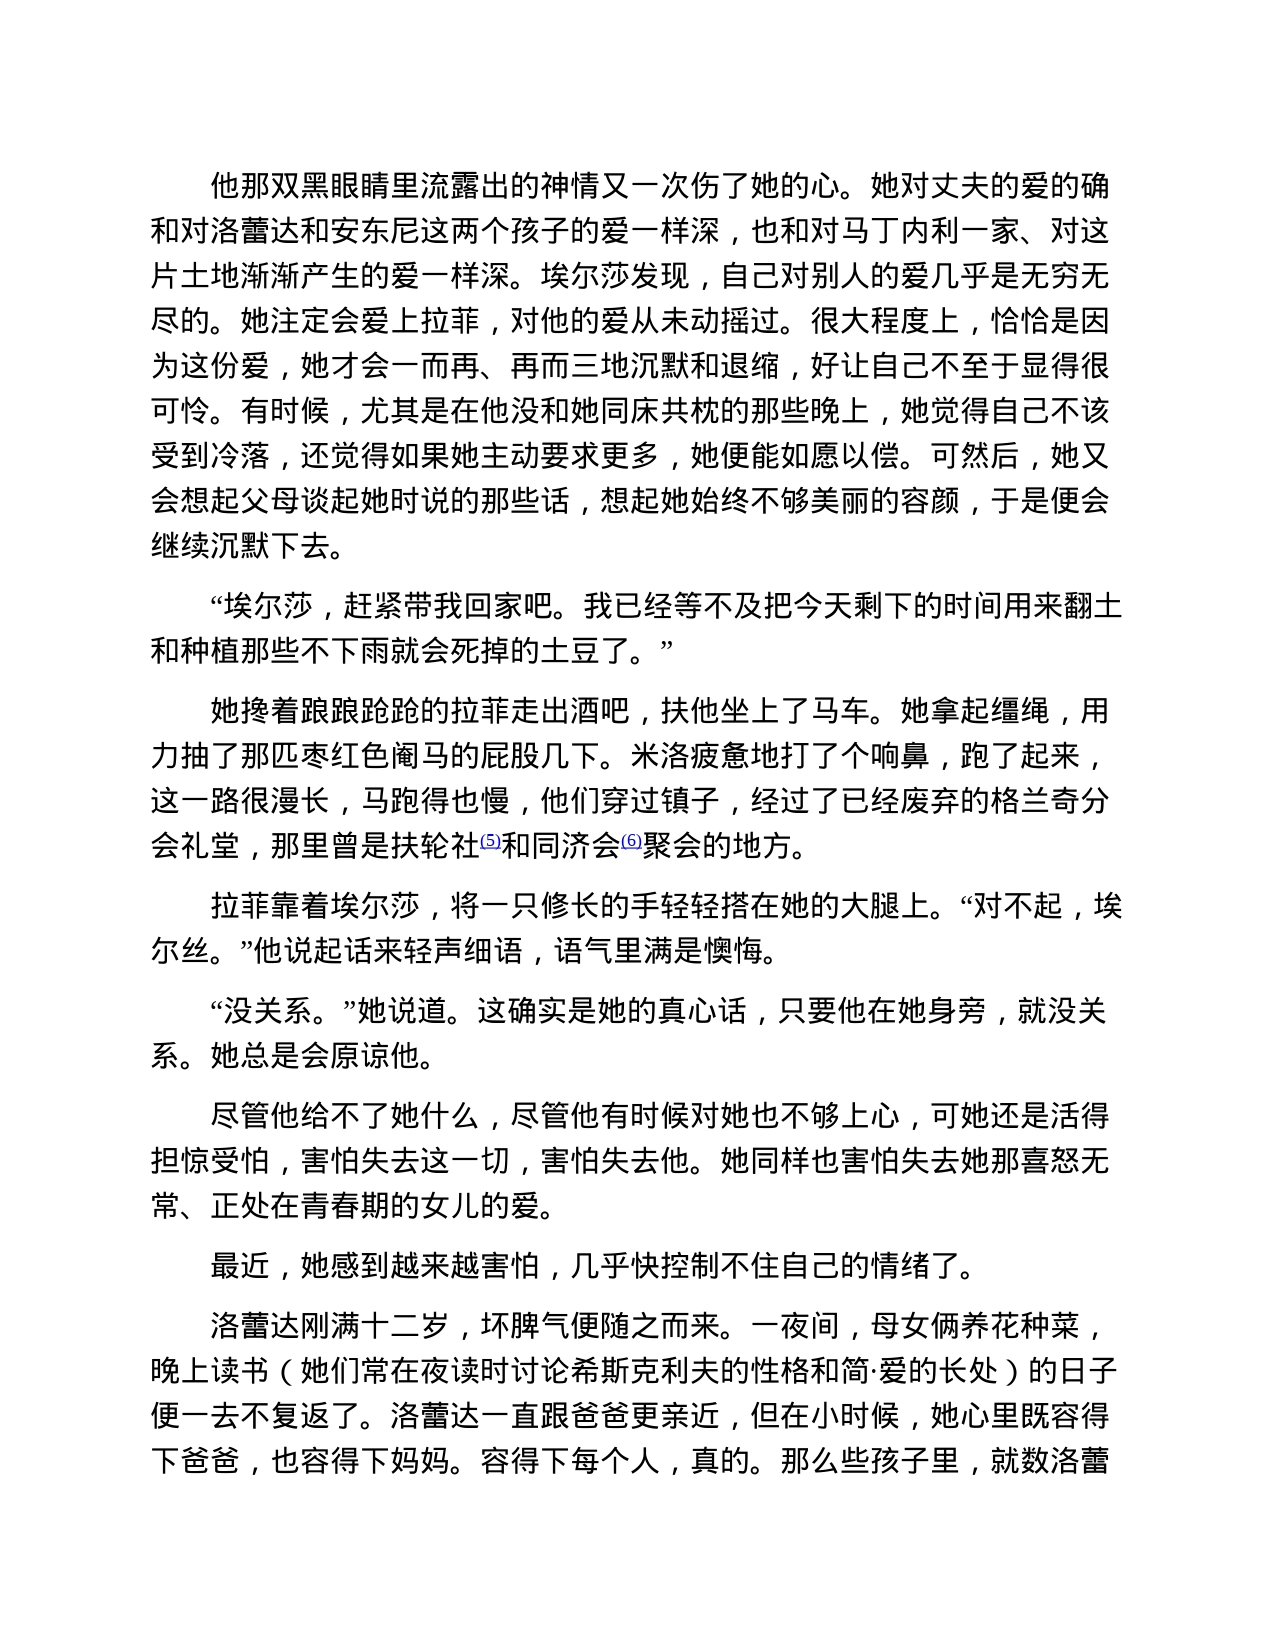 他那双黑眼睛里流露出的神情又一次伤了她的心。她对丈夫的爱的确
和对洛蕾达和安东尼这两个孩子的爱一样深，也和对马丁内利一家、对这
片土地渐渐产生的爱一样深。埃尔莎发现，自己对别人的爱几乎是无穷无
尽的。她注定会爱上拉菲，对他的爱从未动摇过。很大程度上，恰恰是因
为这份爱，她才会一而再、再而三地沉默和退缩，好让自己不至于显得很
可怜。有时候，尤其是在他没和她同床共枕的那些晚上，她觉得自己不该
受到冷落，还觉得如果她主动要求更多，她便能如愿以偿。可然后，她又
会想起父母谈起她时说的那些话，想起她始终不够美丽的容颜，于是便会
继续沉默下去。
“埃尔莎，赶紧带我回家吧。我已经等不及把今天剩下的时间用来翻土
和种植那些不下雨就会死掉的土豆了。”
她搀着踉踉跄跄的拉菲走出酒吧，扶他坐上了马车。她拿起缰绳，用
力抽了那匹枣红色阉马的屁股几下。米洛疲惫地打了个响鼻，跑了起来，
这一路很漫长，马跑得也慢，他们穿过镇子，经过了已经废弃的格兰奇分
会礼堂，那里曾是扶轮社(5)和同济会(6)聚会的地方。
拉菲靠着埃尔莎，将一只修长的手轻轻搭在她的大腿上。“对不起，埃
尔丝。”他说起话来轻声细语，语气里满是懊悔。
“没关系。”她说道。这确实是她的真心话，只要他在她身旁，就没关
系。她总是会原谅他。
尽管他给不了她什么，尽管他有时候对她也不够上心，可她还是活得
担惊受怕，害怕失去这一切，害怕失去他。她同样也害怕失去她那喜怒无
常、正处在青春期的女儿的爱。
最近，她感到越来越害怕，几乎快控制不住自己的情绪了。
洛蕾达刚满十二岁，坏脾气便随之而来。一夜间，母女俩养花种菜，
晚上读书（她们常在夜读时讨论希斯克利夫的性格和简·爱的长处）的日子
便一去不复返了。洛蕾达一直跟爸爸更亲近，但在小时候，她心里既容得
下爸爸，也容得下妈妈。容得下每个人，真的。那么些孩子里，就数洛蕾